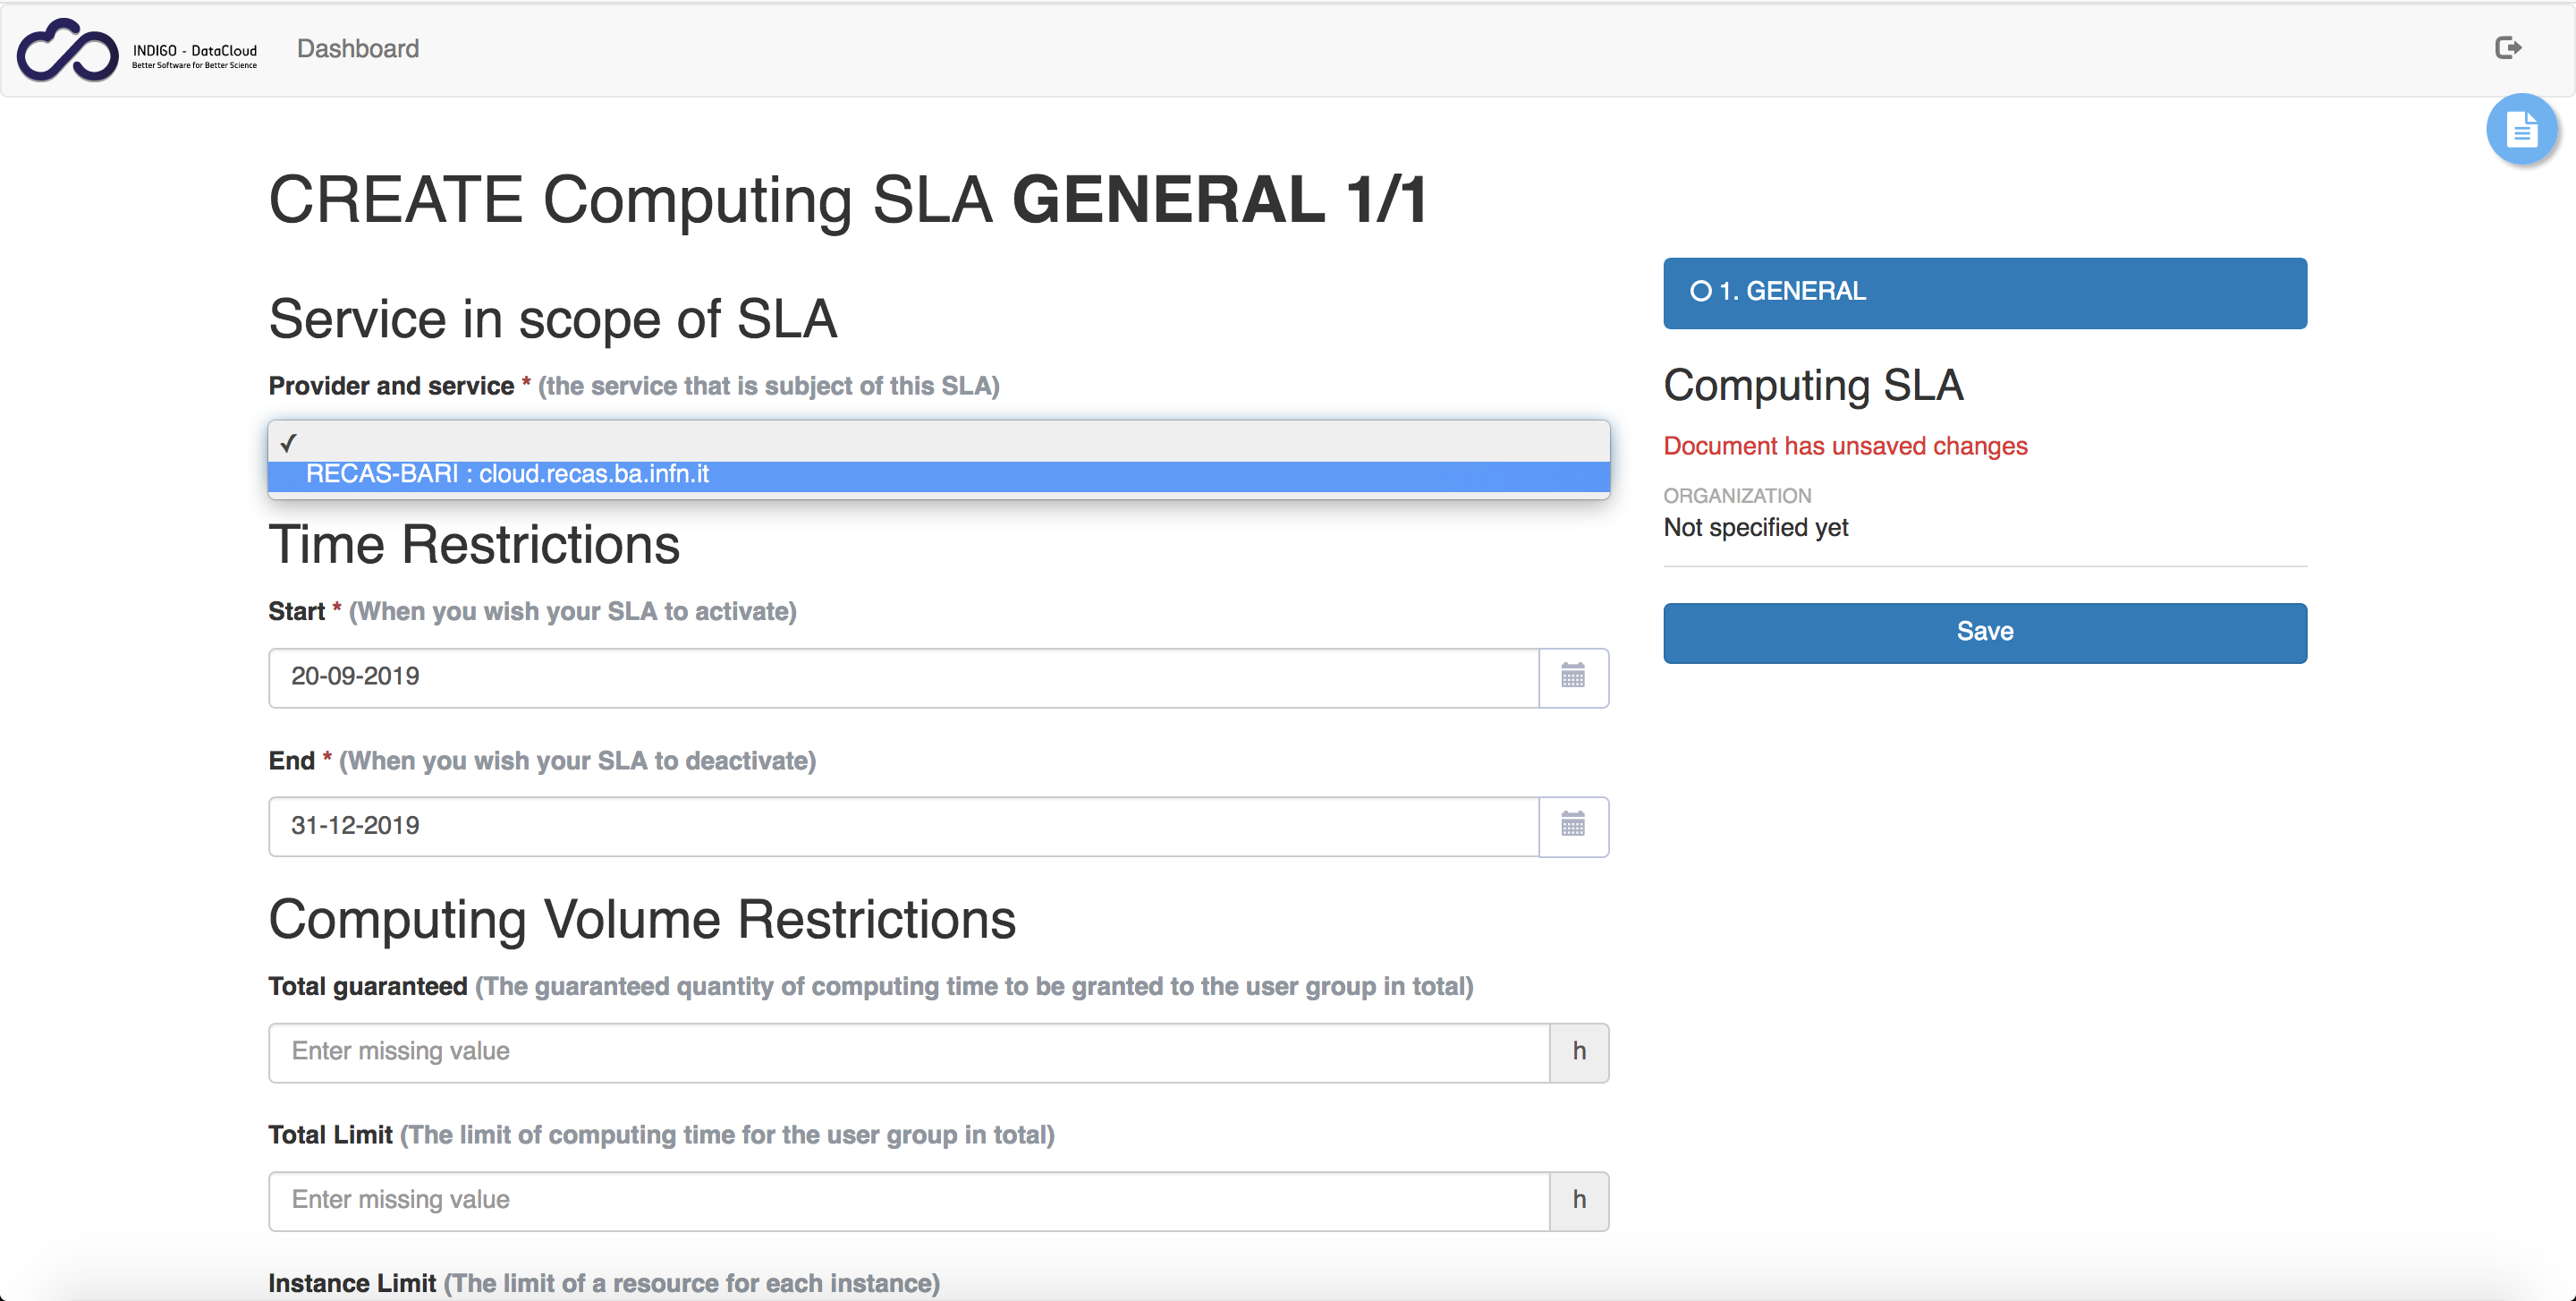 INDIGO - DataCloud
Better Software for Better Science
Dashboard
CREATE Computing SLA GENERAL 1/1
Service in scope of SLA
Provider and service * (the service that is subject of this SLA)
✓
RECAS-BARI : cloud.recas.ba.infn.it
Time Restrictions
Start * (When you wish your SLA to activate)
20-09-2019
End * (When you wish your SLA to deactivate)
31-12-2019
Computing Volume Restrictions
Total guaranteed (The guaranteed quantity of computing time to be granted to the user group in total)
Enter missing value h
Total Limit (The limit of computing time for the user group in total)
Enter missing value h
Instance Limit (The limit of a resource for each instance)
1. GENERAL
Computing SLA
Document has unsaved changes
ORGANIZATION
Not specified yet
Save